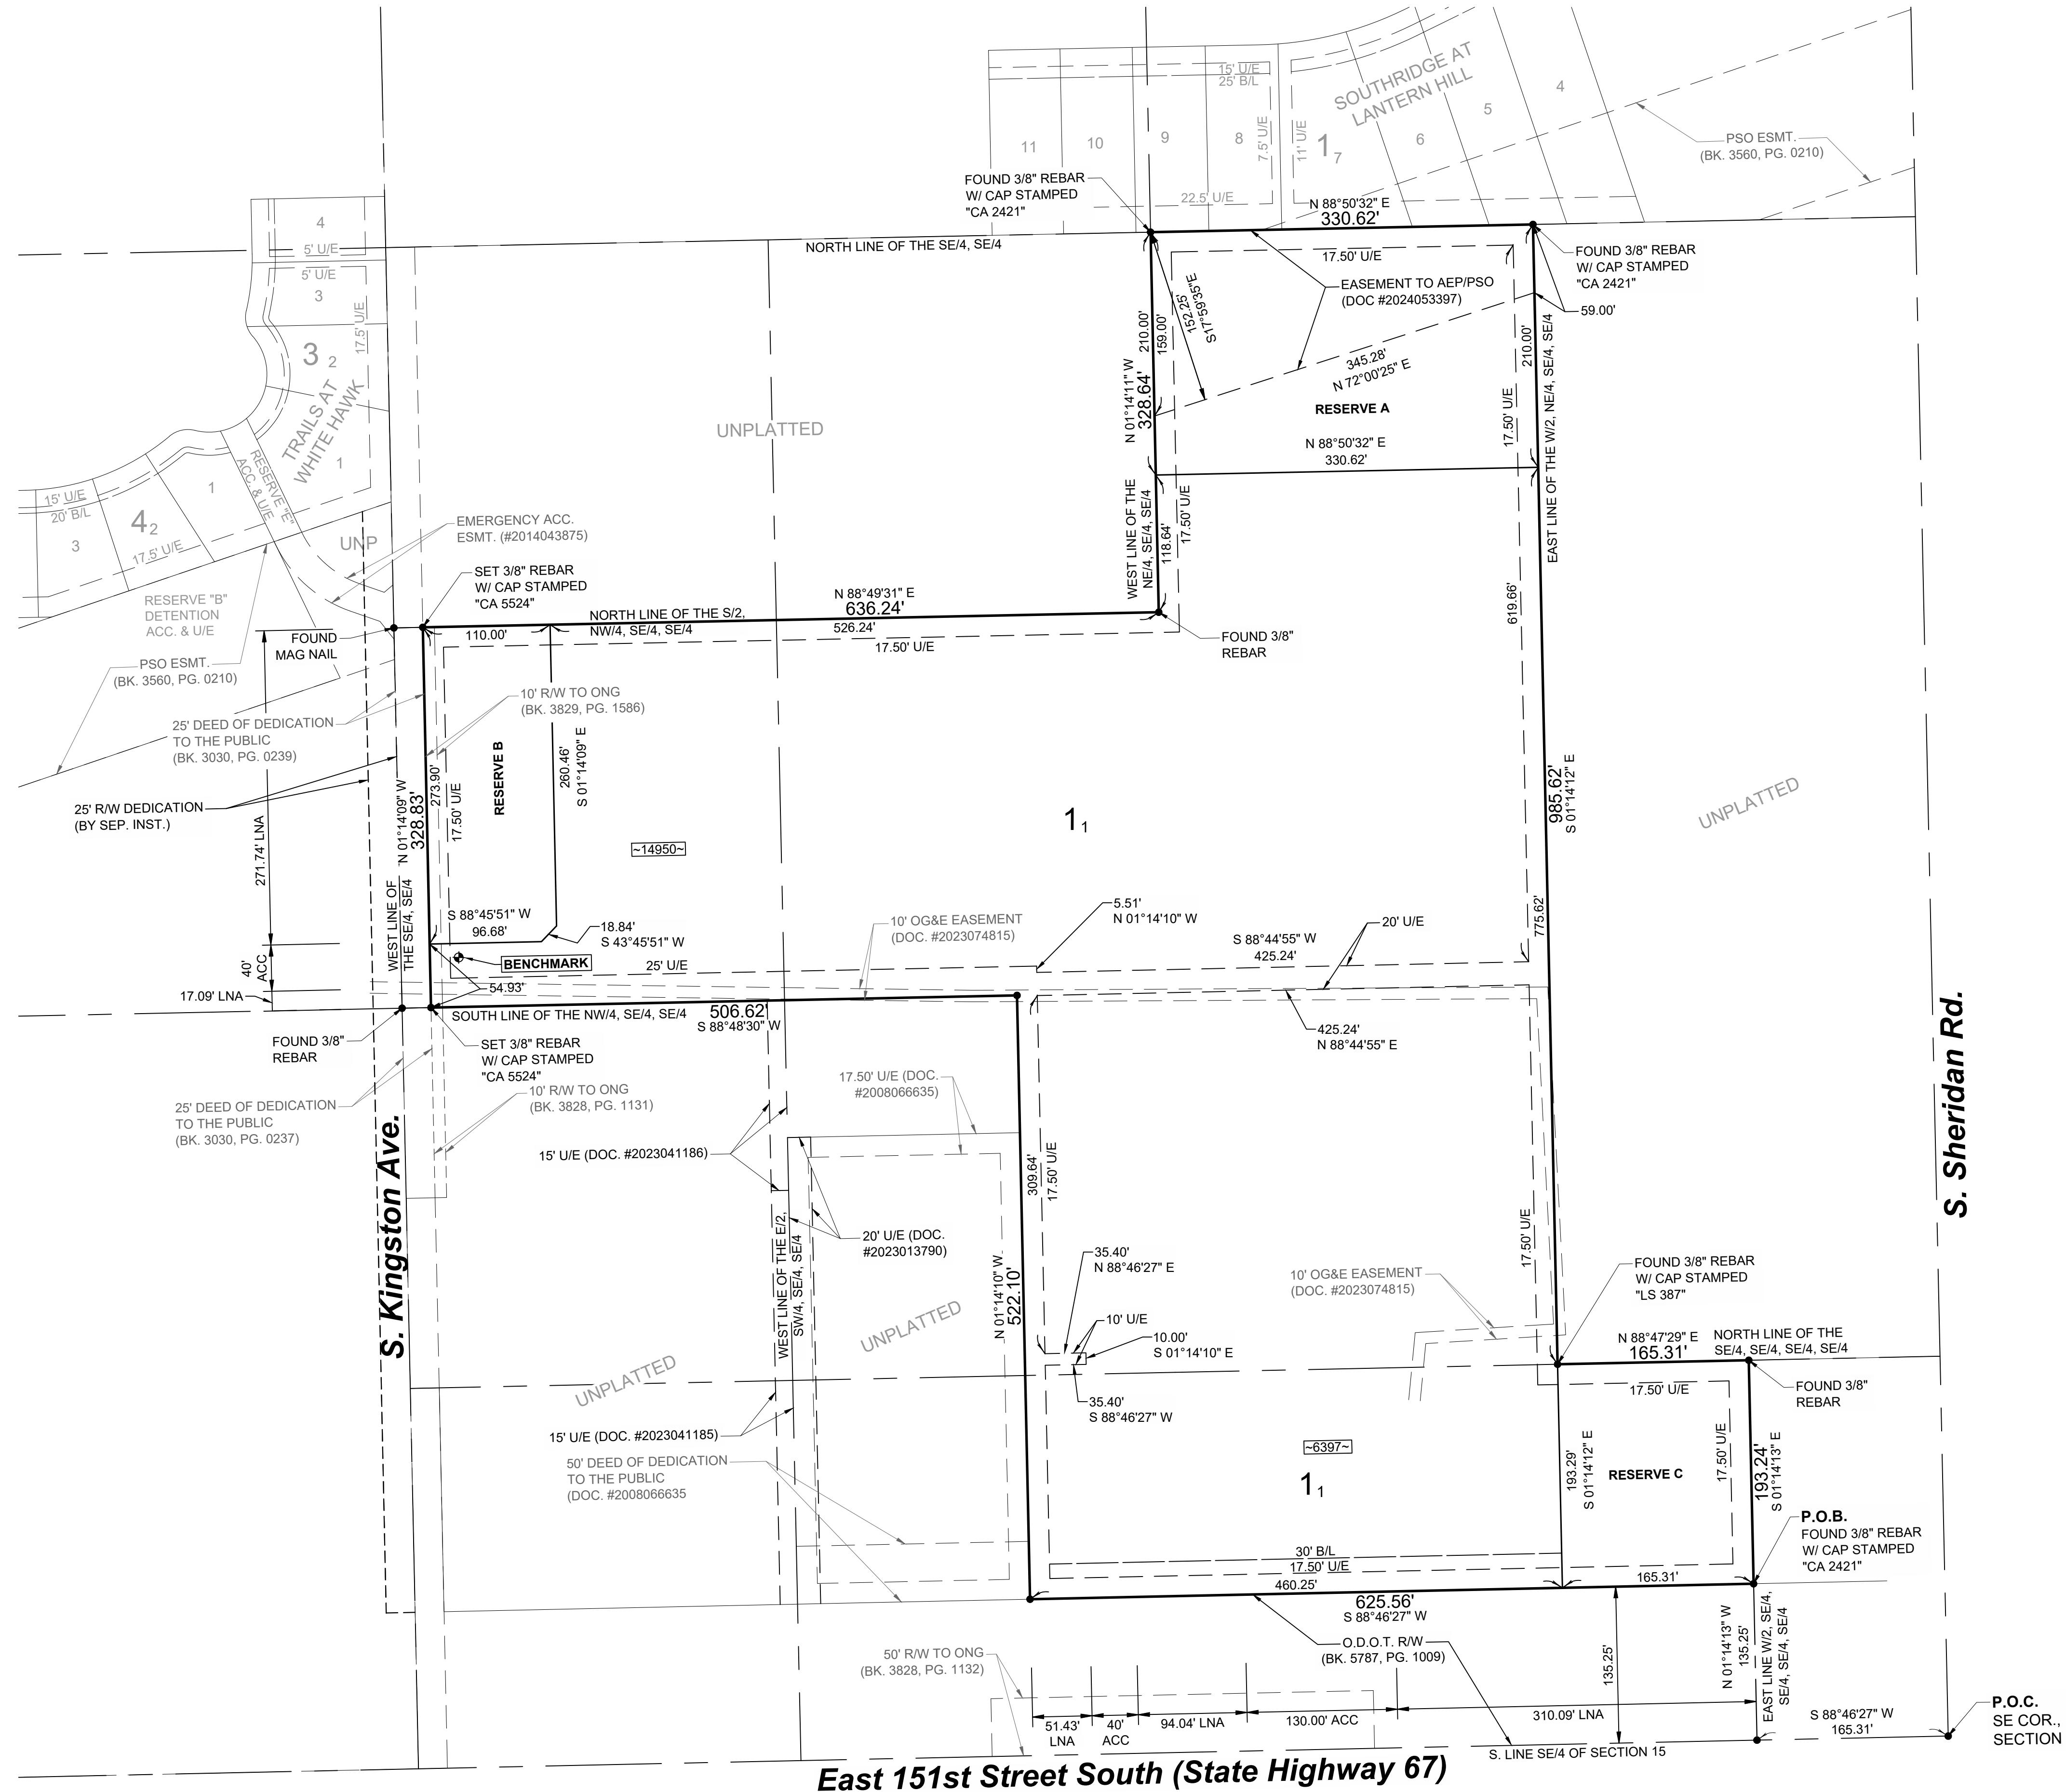 15' U/E
25' B/L
SOUTHRIDGE AT
LANTERN HILL
11
10
9
8
7.5' U/E
11' U/E
1 7
6
5
4
22.5' U/E
PSO ESMT.
(BK. 3560, PG. 0210)
FOUND 3/8" REBAR
W/ CAP STAMPED
"CA 2421"
N 88°50'32" E
330.62'
NORTH LINE OF THE SE/4, SE/4
17.50' U/E
FOUND 3/8" REBAR
W/ CAP STAMPED
"CA 2421"
EASEMENT TO AEP/PSO
(DOC #2024053397)
59.00'
S17°59'35"E
152.25'
210.00'
159.00'
N 01°14'11" W
328.64'
345.28'
N 72°00'25" E
RESERVE A
N 88°50'32" E
330.62'
210.00'
17.50' U/E
EAST LINE OF THE W/2, NE/4, SE/4, SE/4
4
5' U/E
5' U/E
3
17.5' U/E
3 2
TRAILS AT
WHITE HAWK
1
RESERVE "E"
ACC. & U/E
15' U/E
20' B/L
3
4 2
1
17.5' U/E
UNP
UNPLATTED
EMERGENCY ACC.
ESMT. (#2014043875)
WEST LINE OF THE
NE/4, SE/4, SE/4
118.64'
17.50' U/E
SET 3/8" REBAR
W/ CAP STAMPED
"CA 5524"
RESERVE "B"
DETENTION
ACC. & U/E
FOUND
MAG NAIL
110.00'
NORTH LINE OF THE S/2,
NW/4, SE/4, SE/4
N 88°49'31" E
636.24'
526.24'
17.50' U/E
FOUND 3/8"
REBAR
619.66'
PSO ESMT.
(BK. 3560, PG. 0210)
10' R/W TO ONG
(BK. 3829, PG. 1586)
25' DEED OF DEDICATION
TO THE PUBLIC
(BK. 3030, PG. 0239)
25' R/W DEDICATION
(BY SEP. INST.)
271.74' LNA
WEST LINE OF
THE SE/4, SE/4
N 01°14'09" W
328.83'
273.90'
17.50' U/E
RESERVE B
260.46'
S 01°14'09" E
1 1
~14950~
985.62'
S 01°14'12" E
UNPLATTED
S 88°45'51" W
96.68'
18.84'
S 43°45'51" W
BENCHMARK
25' U/E
54.93'
40'
ACC
17.09' LNA
10' OG&E EASEMENT
(DOC. #2023074815)
5.51'
N 01°14'10" W
S 88°44'55" W
425.24'
20' U/E
775.62'
SOUTH LINE OF THE NW/4, SE/4, SE/4
506.62'
S 88°48'30" W
425.24'
N 88°44'55" E
FOUND 3/8"
REBAR
SET 3/8" REBAR
W/ CAP STAMPED
"CA 5524"
10' R/W TO ONG
(BK. 3828, PG. 1131)
25' DEED OF DEDICATION
TO THE PUBLIC
(BK. 3030, PG. 0237)
S. Kingston Ave.
S. Sheridan Rd.
17.50' U/E (DOC.
#2008066635)
15' U/E (DOC. #2023041186)
20' U/E (DOC.
#2023013790)
WEST LINE OF THE E/2,
SW/4, SE/4, SE/4
309.64'
17.50' U/E
N 01°14'10" W
522.10'
17.50' U/E
35.40'
N 88°46'27" E
10' U/E
10.00'
S 01°14'10" E
35.40'
S 88°46'27" W
10' OG&E EASEMENT
(DOC. #2023074815)
FOUND 3/8" REBAR
W/ CAP STAMPED
"LS 387"
N 88°47'29" E
165.31'
NORTH LINE OF THE
SE/4, SE/4, SE/4, SE/4
FOUND 3/8"
REBAR
UNPLATTED
UNPLATTED
15' U/E (DOC. #2023041185)
50' DEED OF DEDICATION
TO THE PUBLIC
(DOC. #2008066635
~6397~
1 1
193.29'
S 01°14'12" E
17.50' U/E
RESERVE C
17.50' U/E
193.24'
S 01°14'13" E
P.O.B.
FOUND 3/8" REBAR
W/ CAP STAMPED
"CA 2421"
30' B/L
17.50' U/E
460.25'
165.31'
625.56'
S 88°46'27" W
O.D.O.T. R/W
(BK. 5787, PG. 1009)
135.25'
N 01°14'13" W
135.25'
EAST LINE W/2, SE/4,
SE/4, SE/4, SE/4
50' R/W TO ONG
(BK. 3828, PG. 1132)
51.43'
LNA
40'
ACC
94.04' LNA
130.00' ACC
310.09' LNA
S 88°46'27" W
165.31'
P.O.C.
SE COR.,
SECTION
S. LINE SE/4 OF SECTION 15
East 151st Street South (State Highway 67)